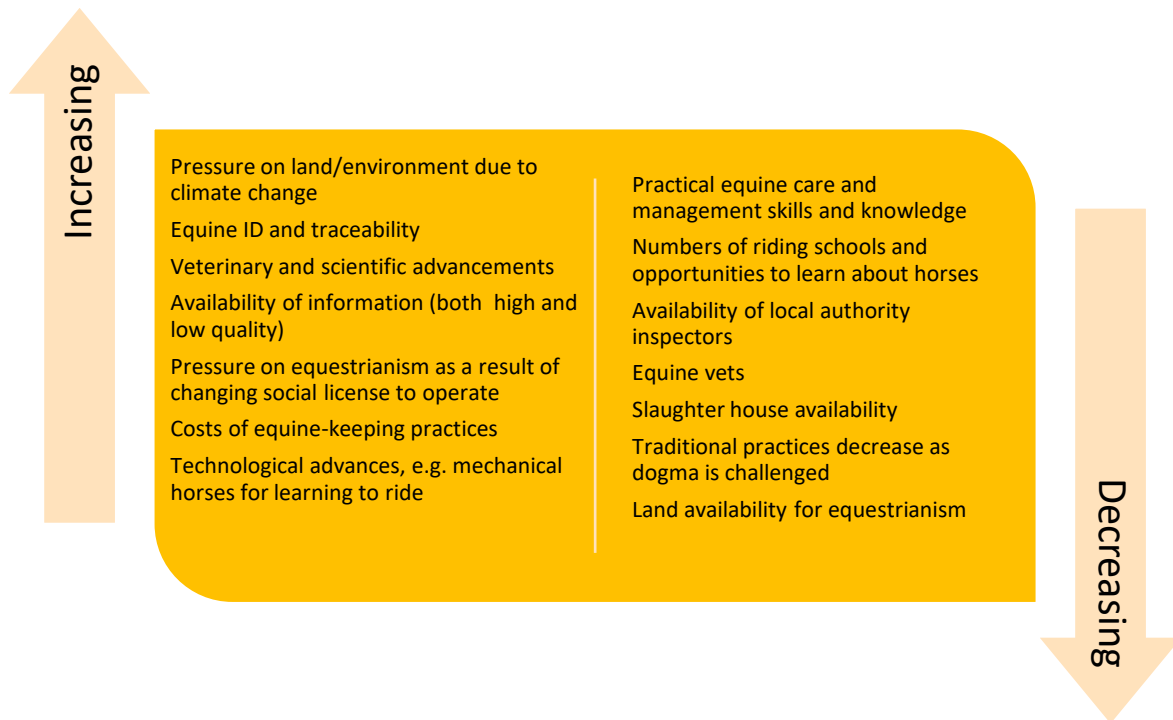 Increasing
Pressure on land/environment due to
climate change
Equine ID and traceability
Veterinary and scientific advancements
Availability of information (both  high and
low quality)
Pressure on equestrianism as a result of
changing social license to operate
Costs of equine-keeping practices
Technological advances, e.g. mechanical
horses for learning to ride
Practical equine care and
management skills and knowledge
Numbers of riding schools and
opportunities to learn about horses
Availability of local authority
inspectors
Equine vets
Slaughter house availability
Traditional practices decrease as
dogma is challenged
Land availability for equestrianism
Decreasing